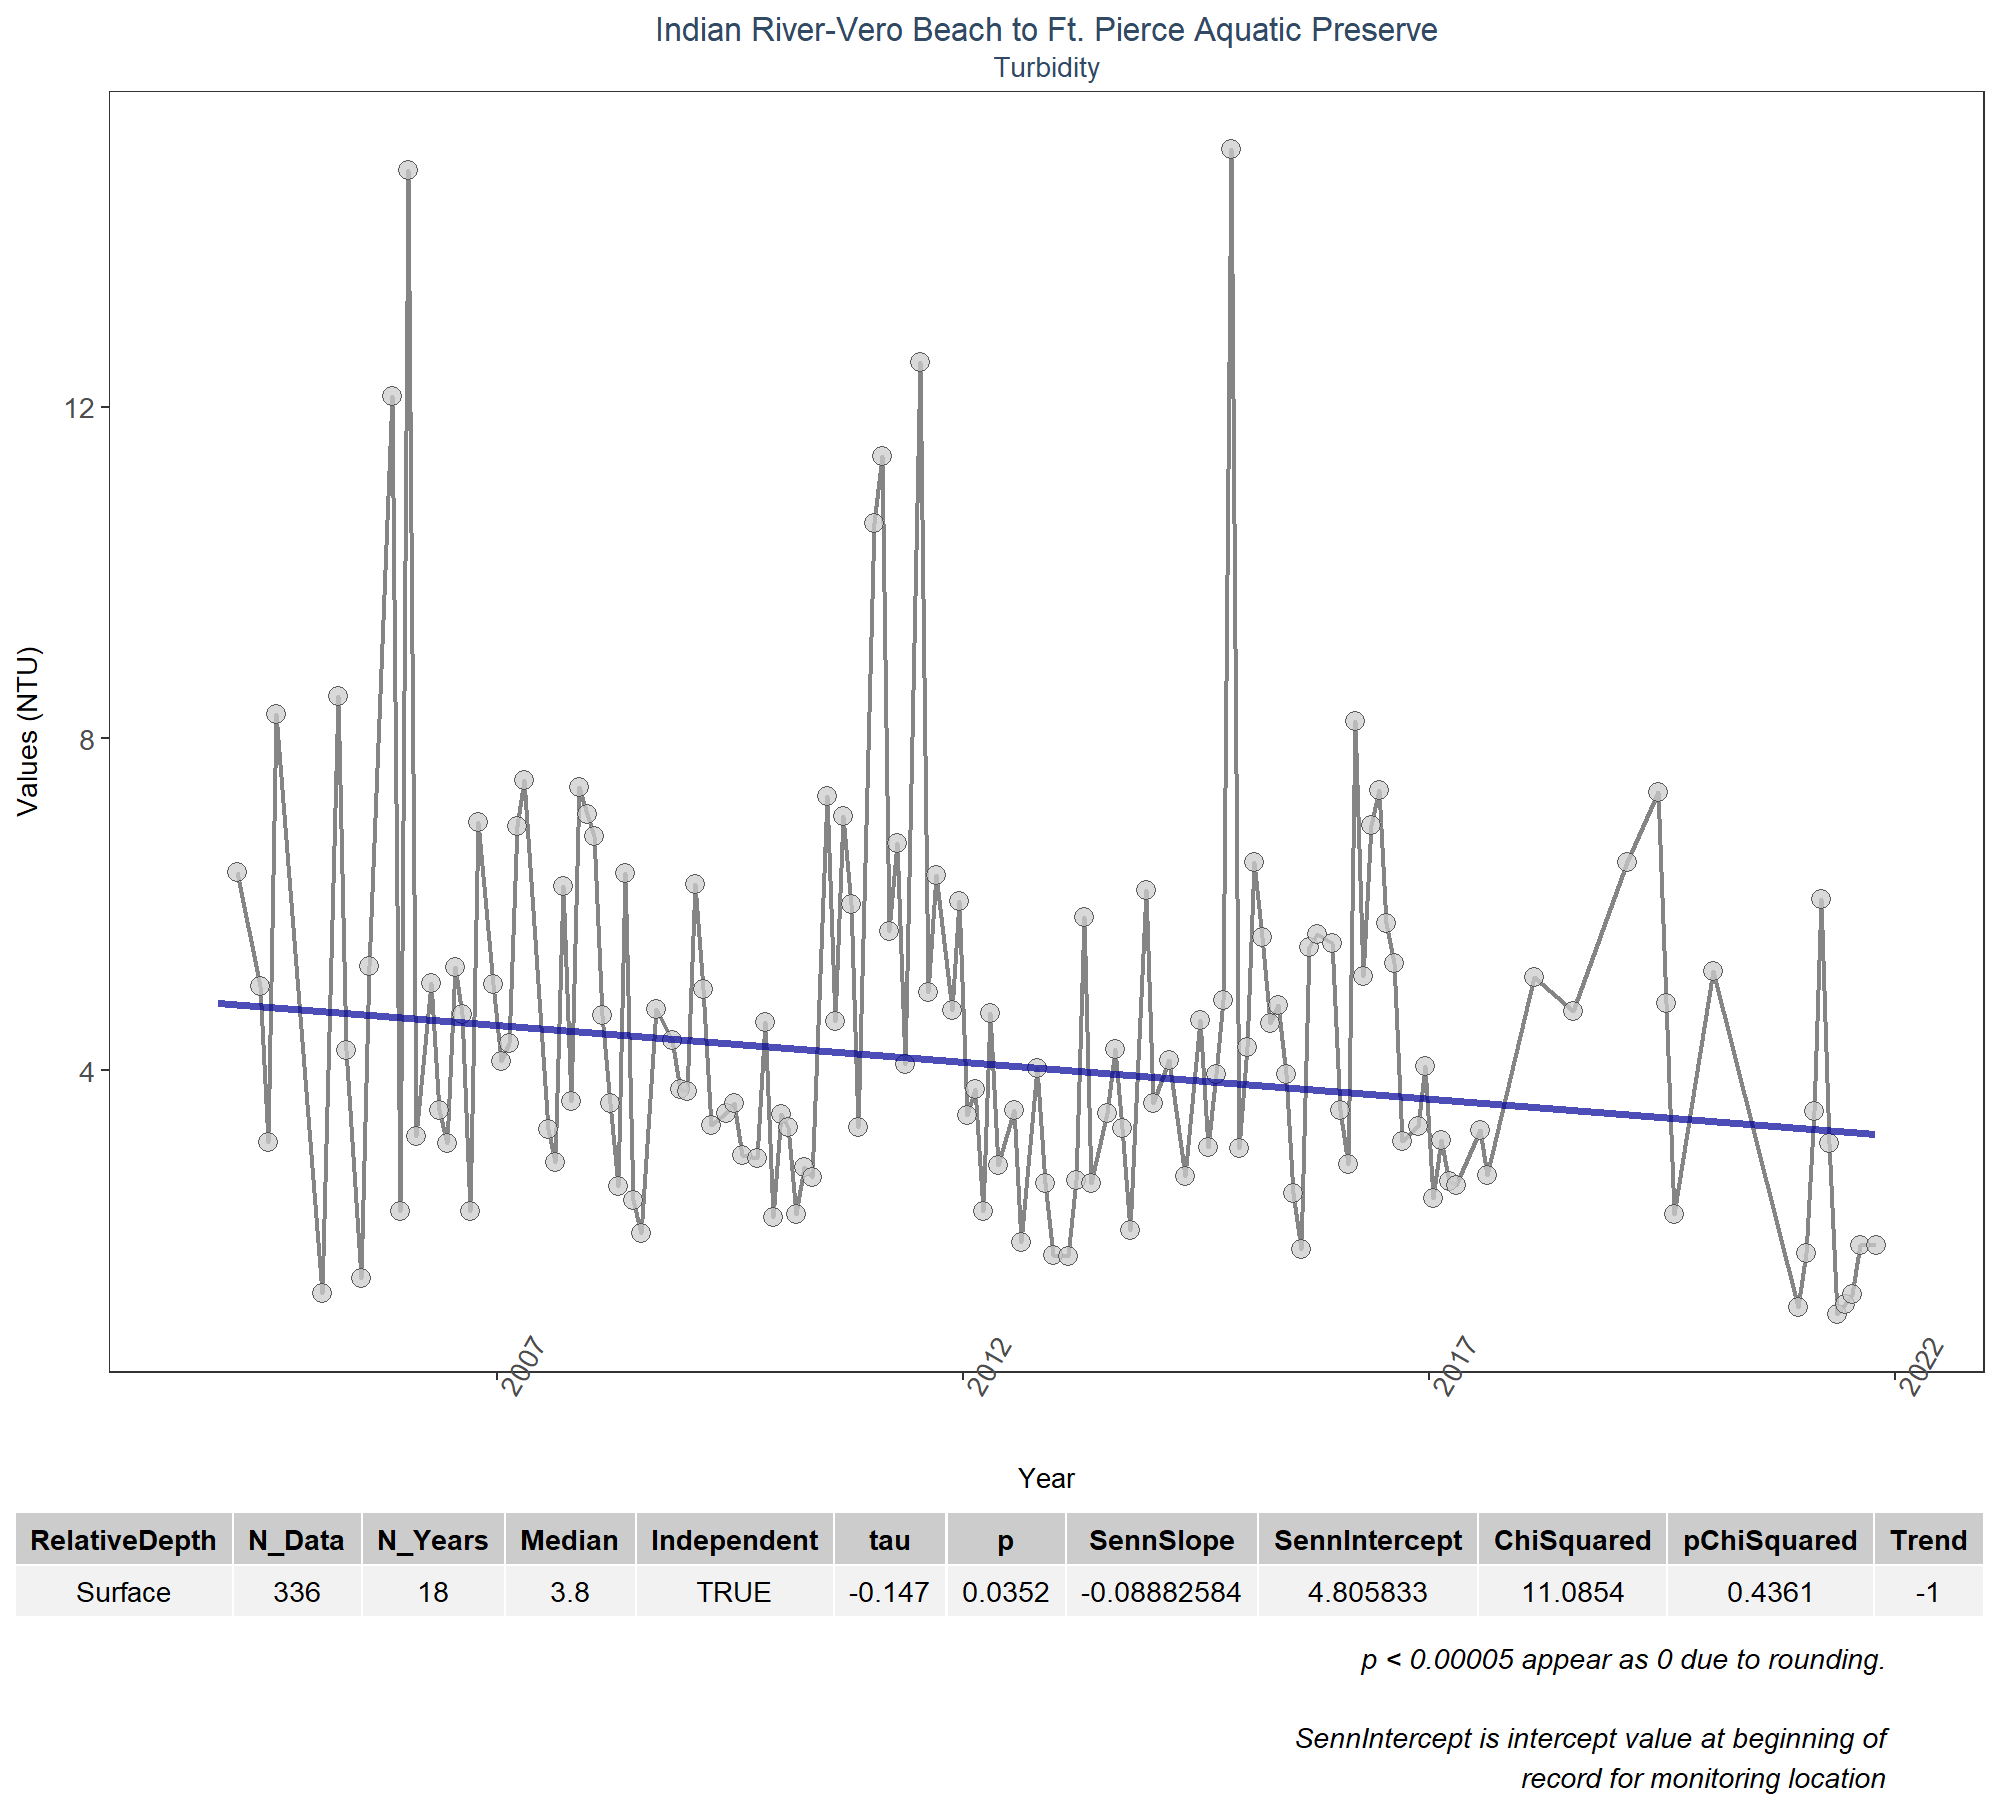 Indian River-Vero Beach to Ft. Pierce Aquatic Preserve
Turbidity
Values (NTU)
12
8
4
2007
2012
2017
2022
Year
RelativeDepth N_Data N_Years Median Independent tau p SennSlope SennIntercept ChiSquared pChiSquared Trend
Surface 336 18 3.8 TRUE -0.147 0.0352 -0.08882584 4.805833 11.0854 0.4361 -1
p < 0.00005 appear as 0 due to rounding.
SennIntercept is intercept value at beginning of
record for monitoring location